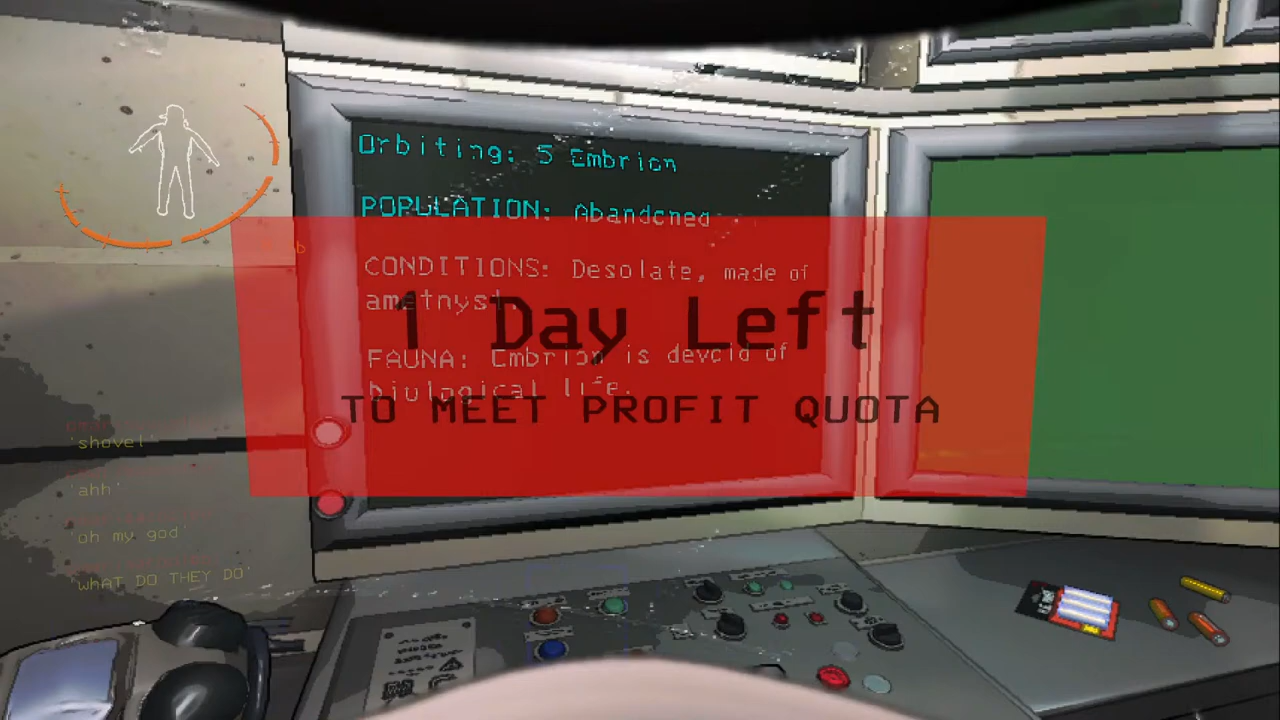 Orbiting: 5 Embrion
POPULATION: Abandoned
CONDITIONS: Desolate, made of
amethyst.
1 Day Left
FAUNA: Embrion is devoid of
biological life.
TO MEET PROFIT QUOTA
'shovel'
'ahh'
'oh my god'
'wHAT DO THEY DO'